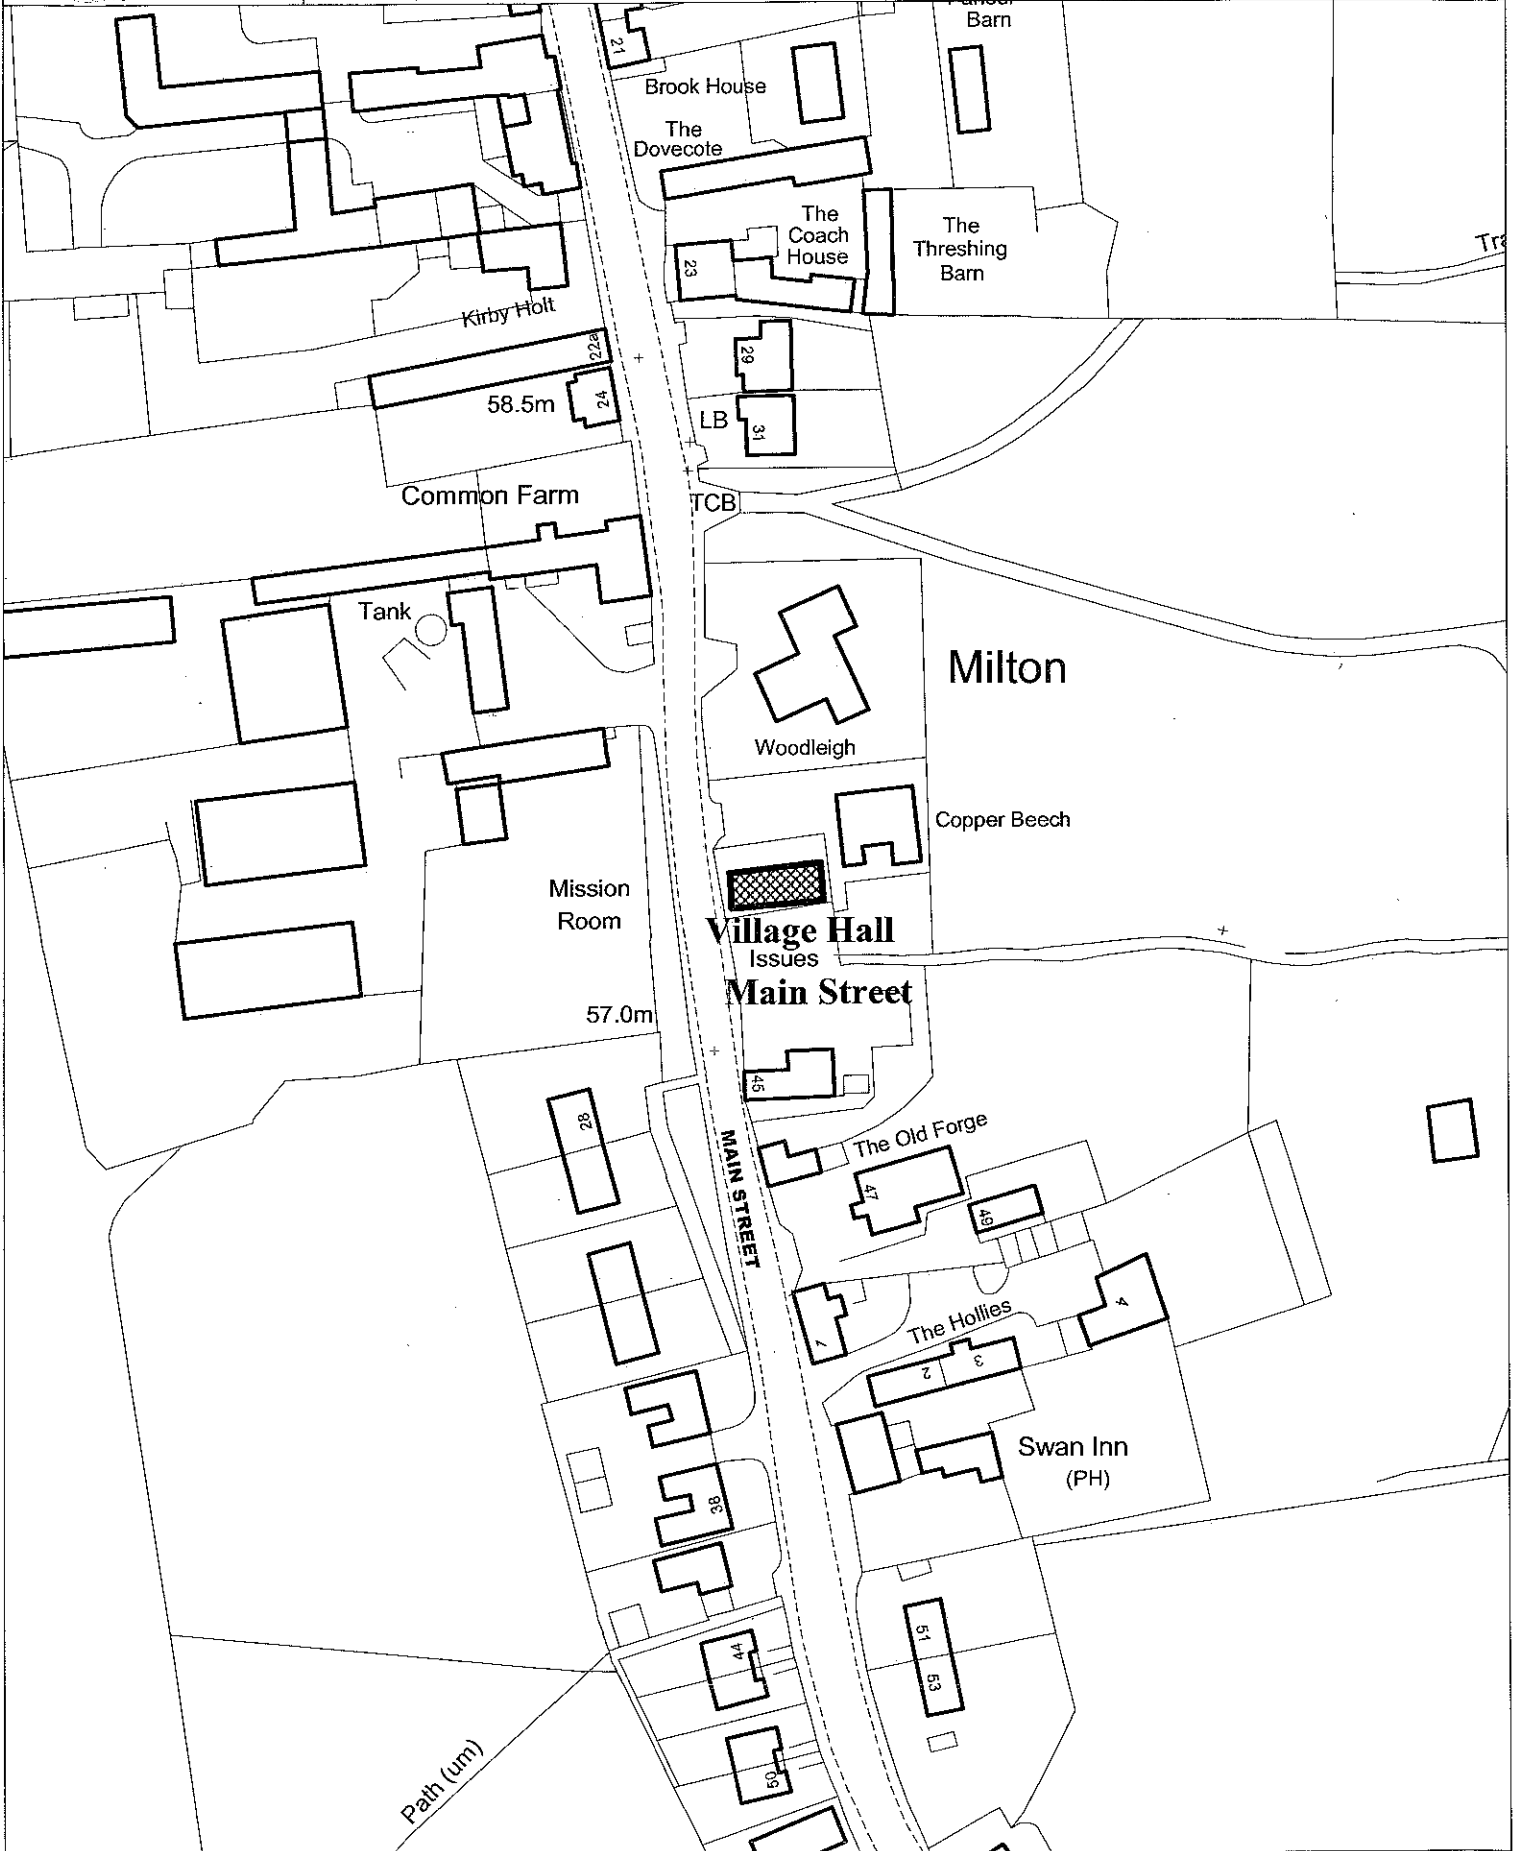 Barn
21
Brook House
The
Dovecote
The
Coach
House
The
Threshing
Barn
23
Kirby Holt
22a
29
24
58.5m
LB
31
Common Farm
TCB
Tank
Milton
Woodleigh
Copper Beech
Mission
Room
Village Hall
Issues
Main Street
57.0m
45
28
MAIN STREET
The Old Forge
47
49
The Hollies
1
4
2
3
Swan Inn
(PH)
38
51
53
44
50
Path (um)